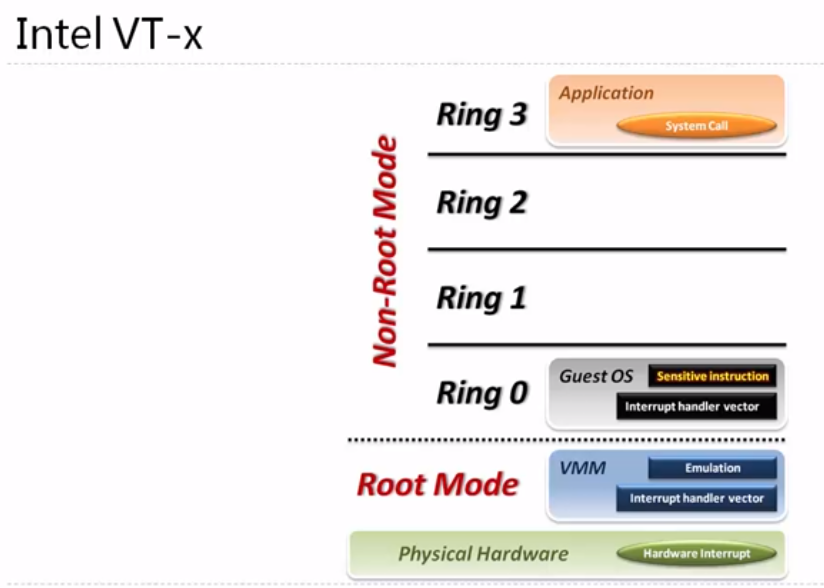 Intel VT-x
Non-Root Mode
Ring 3
Application
System Call
Ring 2
Ring 1
Ring 0
Guest OS
Sensitive instruction
Interrupt handler vector
Root Mode
VMM
Emulation
Interrupt handler vector
Physical Hardware
Hardware Interrupt